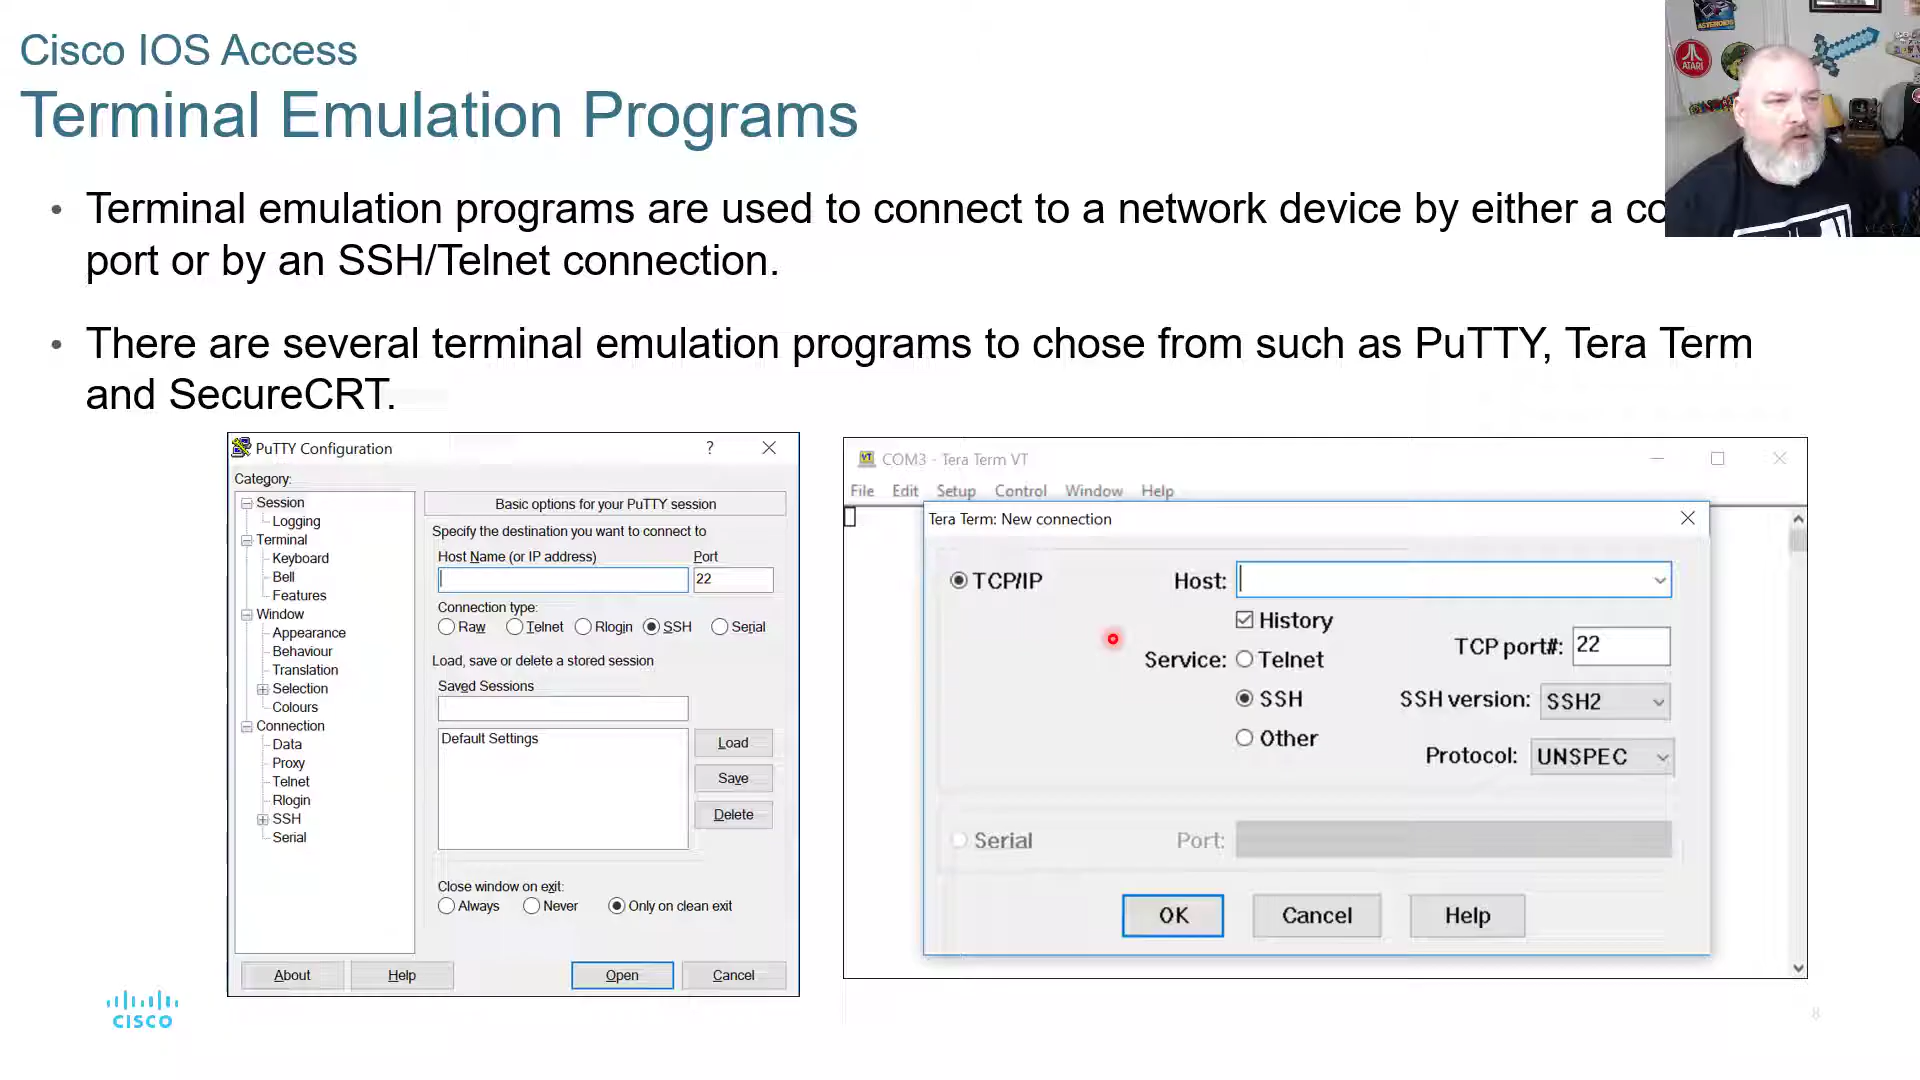 Cisco IOS Access
Terminal Emulation Programs
• Terminal emulation programs are used to connect to a network device by either a co
port or by an SSH/Telnet connection.
• There are several terminal emulation programs to chose from such as PuTTY, Tera Term
and SecureCRT.
PuTTY Configuration
?
Category:
Session
Logging
Terminal
Keyboard
Bell
Features
Window
Appearance
Behaviour
Translation
Selection
Colours
Connection
Data
Proxy
Telnet
Rlogin
SSH
Serial
Basic options for your PuTTY session
Specify the destination you want to connect to
Host Name (or IP address) Port
22
Connection type:
Raw Telnet Rlogin SSH Serial
Load, save or delete a stored session
Saved Sessions
Default Settings
Load
Save
Delete
Close window on exit:
Always Never Only on clean exit
About Help Open Cancel
VT COM3 - Tera Term VT
File Edit Setup Control Window Help
Tera Term: New connection
TCP/IP Host:
History
Service: Telnet TCP port#: 22
SSH SSH version: SSH2
Other Protocol: UNSPEC
Serial Port:
OK Cancel Help
CISCO
8
ASTEROIDS
ATARI